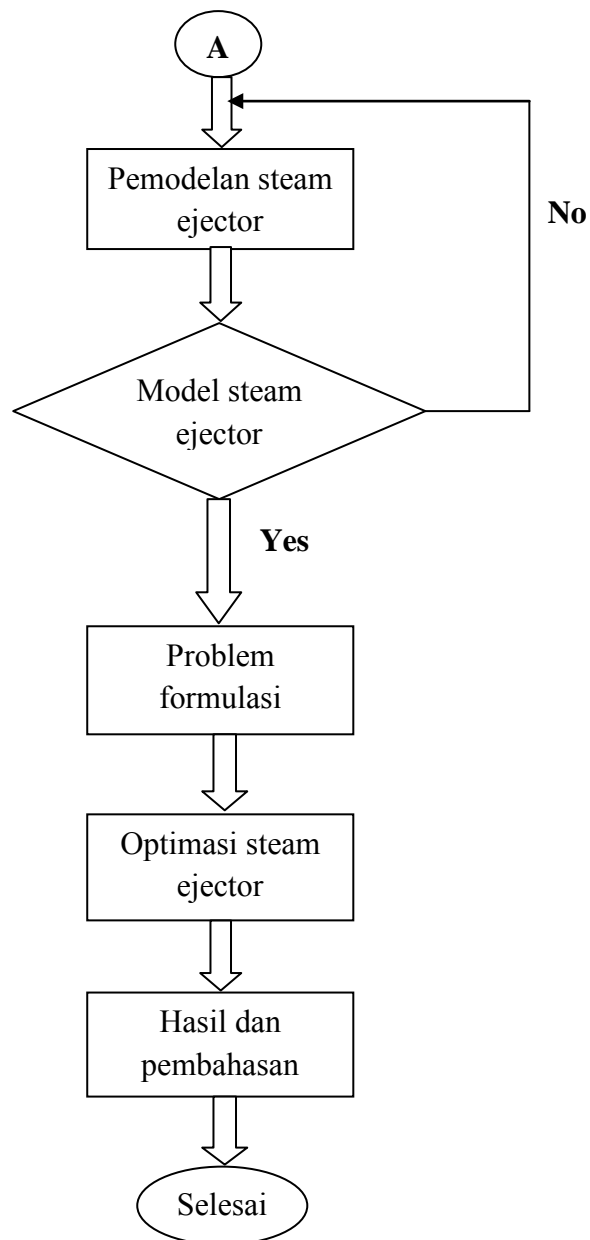 A
Pemodelan steam
ejector
No
Model steam
ejector
Yes
Problem
formulasi
Optimasi steam
ejector
Hasil dan
pembahasan
Selesai